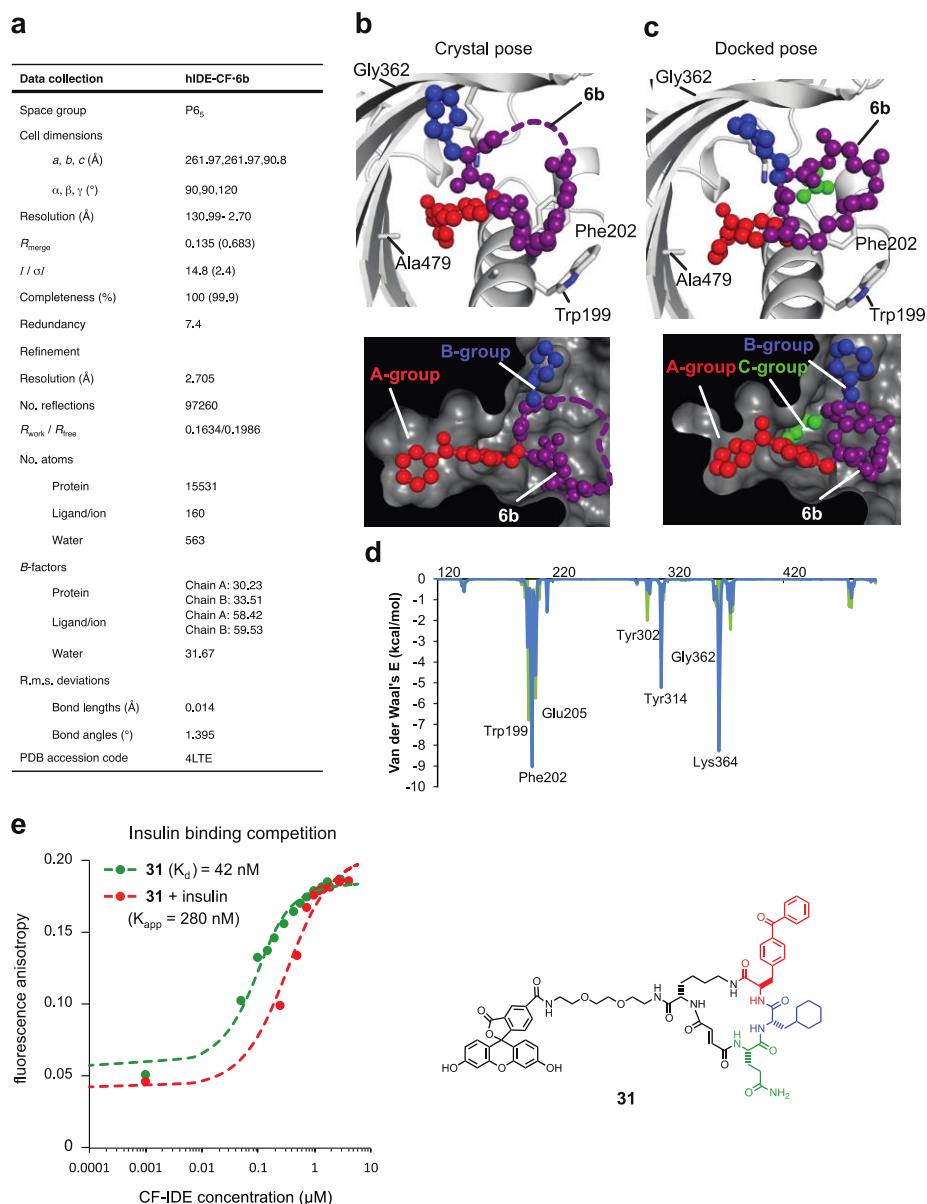 a
Data collection hIDE-CF•6b
Space group P6₅
Cell dimensions
a, b, c (Å) 261.97,261.97,90.8
α, β, γ (°) 90,90,120
Resolution (Å) 130.99- 2.70
Rmerge 0.135 (0.683)
I / σI 14.8 (2.4)
Completeness (%) 100 (99.9)
Redundancy 7.4
Refinement
Resolution (Å) 2.705
No. reflections 97260
Rwork / Rfree 0.1634/0.1986
No. atoms
Protein 15531
Ligand/ion 160
Water 563
B-factors
Protein Chain A: 30.23
Chain B: 33.51
Ligand/ion Chain A: 58.42
Chain B: 59.53
Water 31.67
R.m.s. deviations
Bond lengths (Å) 0.014
Bond angles (°) 1.395
PDB accession code 4LTE
b
Crystal pose
Gly362
6b
Phe202
Ala479
Trp199
B-group
A-group
6b
c
Docked pose
Gly362
6b
Phe202
Ala479
Trp199
B-group
A-group C-group
6b
d
120 220 320 420
Van der Waal's E (kcal/mol)
0
-1
-2
-3
-4
-5
-6
-7
-8
-9
-10
Tyr302
Gly362
Glu205
Tyr314
Trp199
Phe202
Lys364
e
Insulin binding competition
31 (Kd) = 42 nM
31 + insulin
(Kapp = 280 nM)
fluorescence anisotropy
0.20
0.15
0.10
0.05
0
0.0001 0.001 0.01 0.1 1 10
CF-IDE concentration (µM)
O
O
H
N
O
O
H
N
O
NH
N
H
O
O
HN
O
HN
O
O
H
N
O
O
NH₂
O
O
OH
O
OH
31